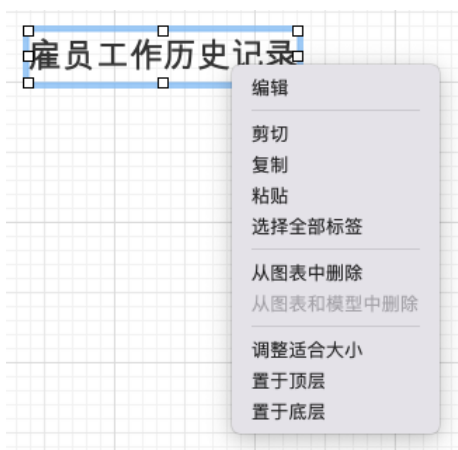 雇员工作历史记录
编辑
剪切
复制
粘贴
选择全部标签
从图表中删除
从图表和模型中删除
调整适合大小
置于顶层
置于底层